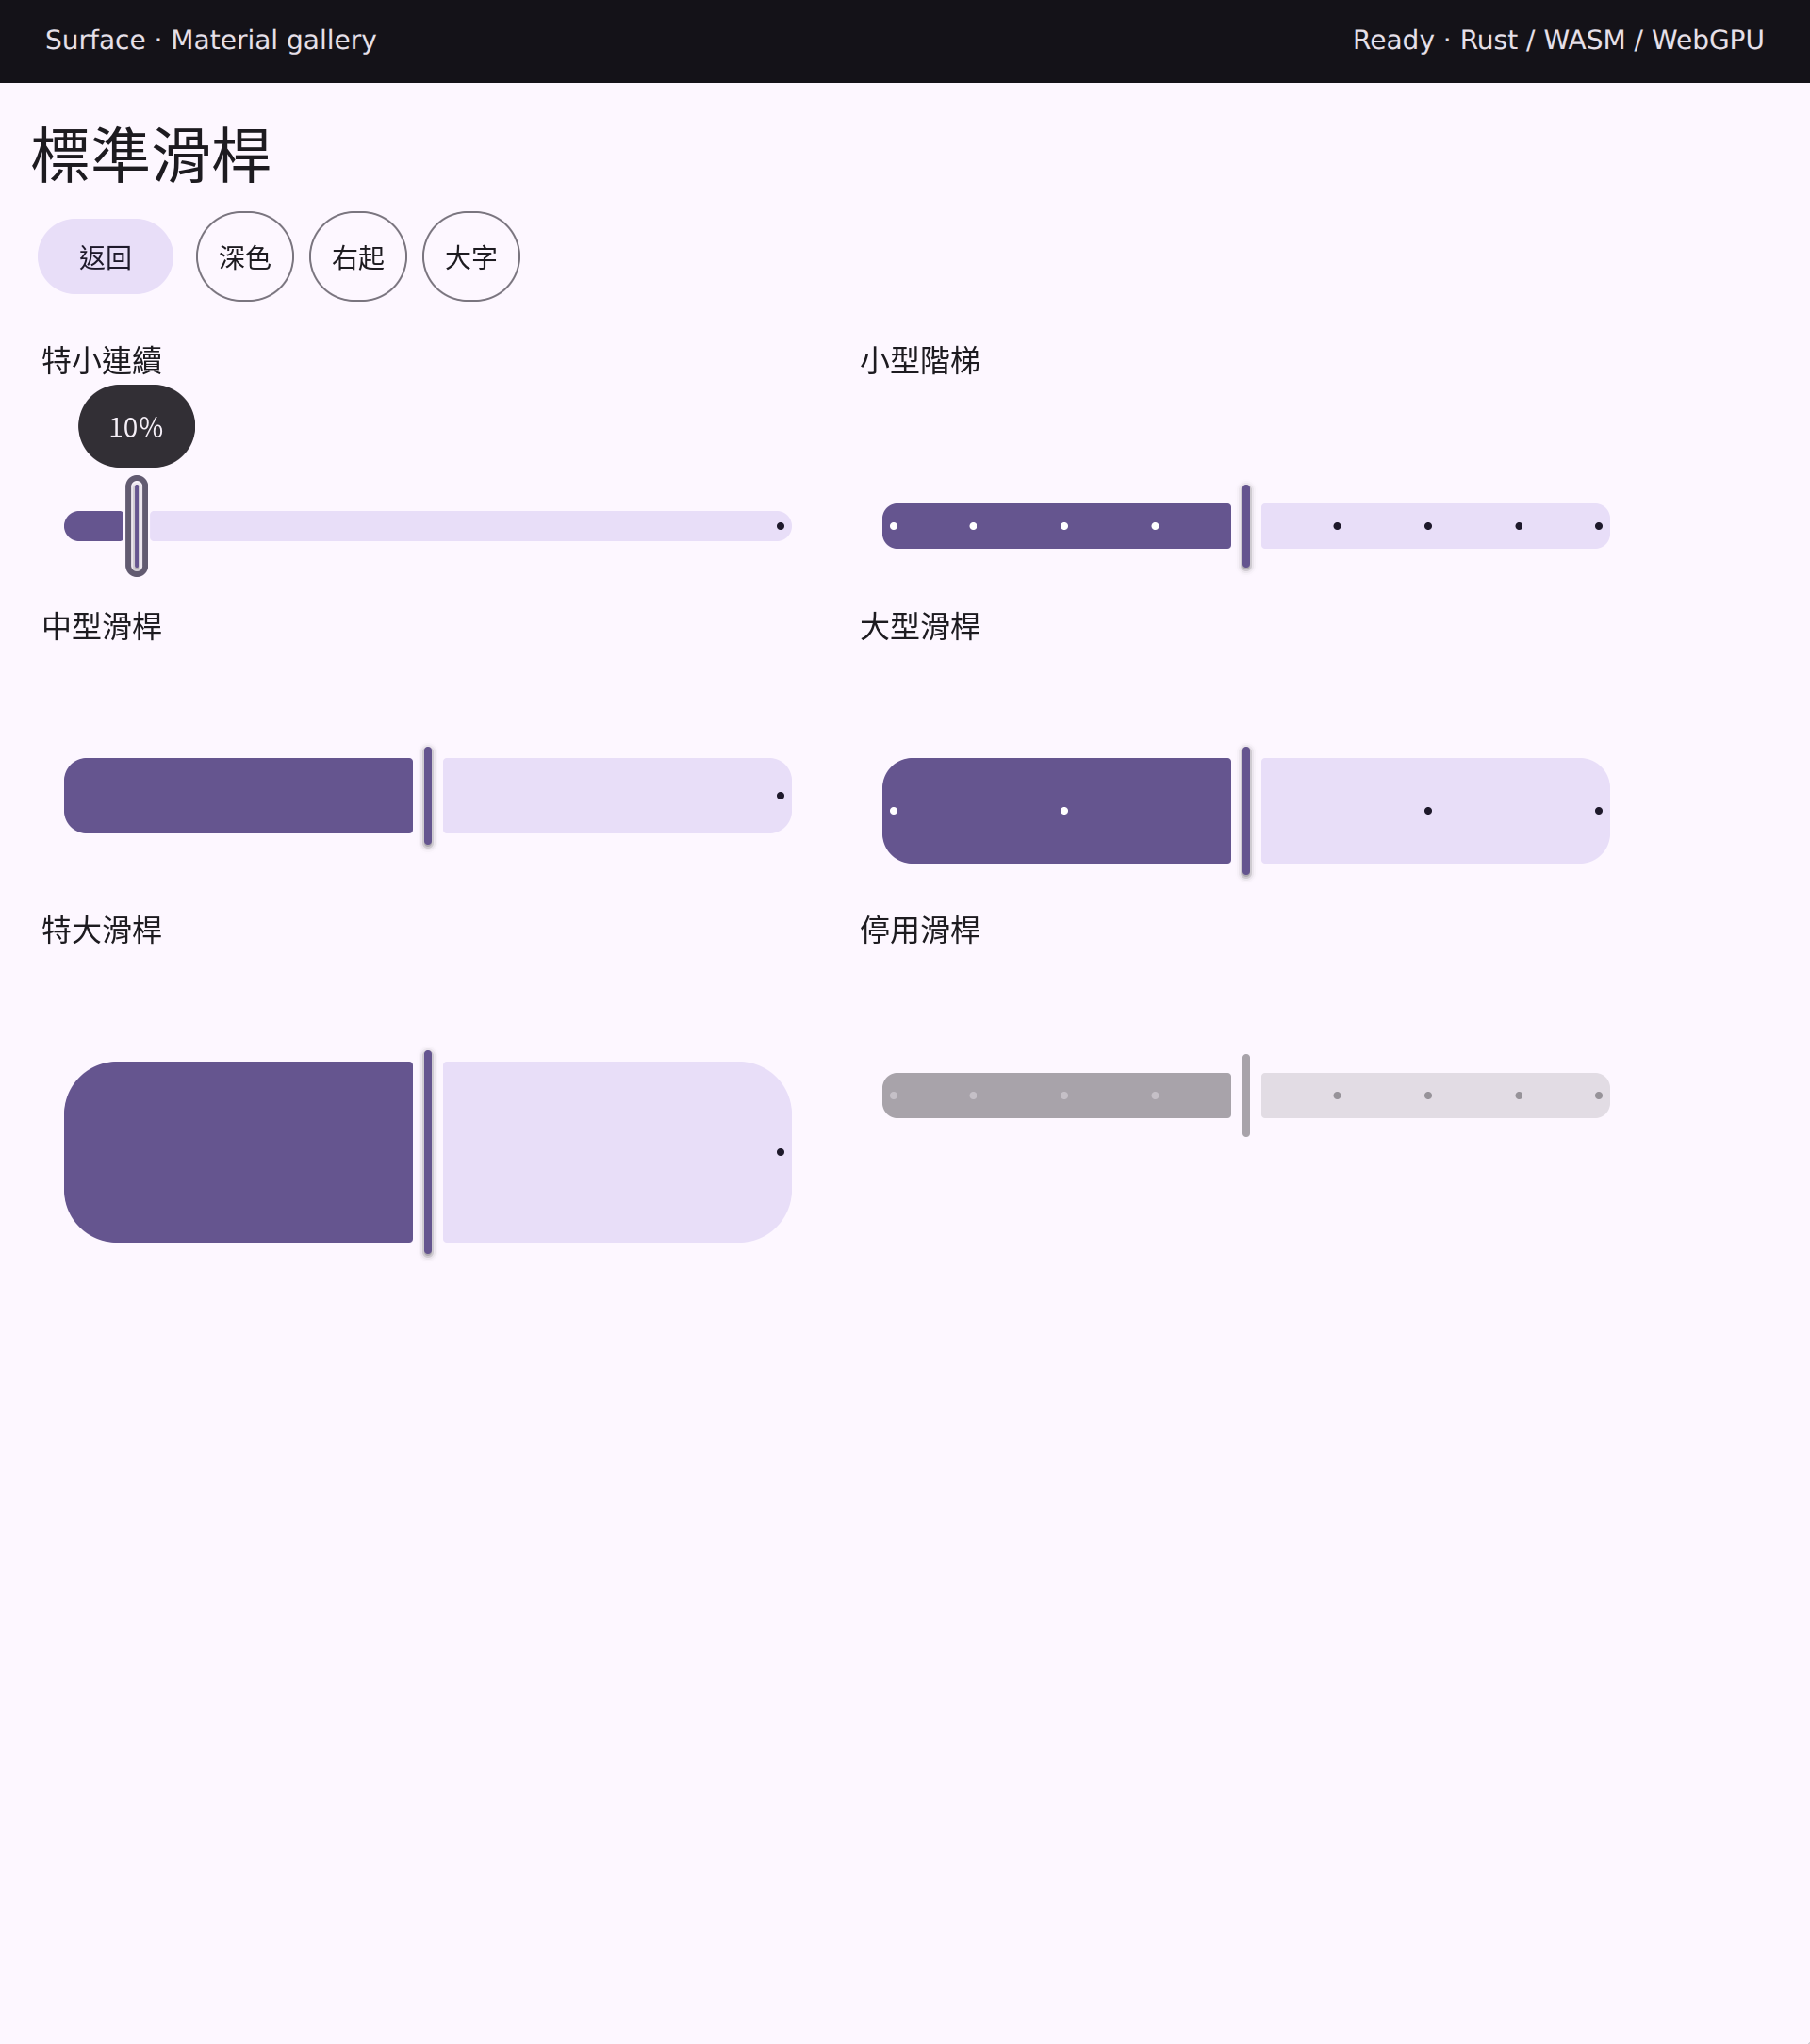 Surface · Material gallery
Ready · Rust / WASM / WebGPU
標準滑桿
返回
深色
右起
大字
特小連續
小型階梯
10%
中型滑桿
大型滑桿
特大滑桿
停用滑桿